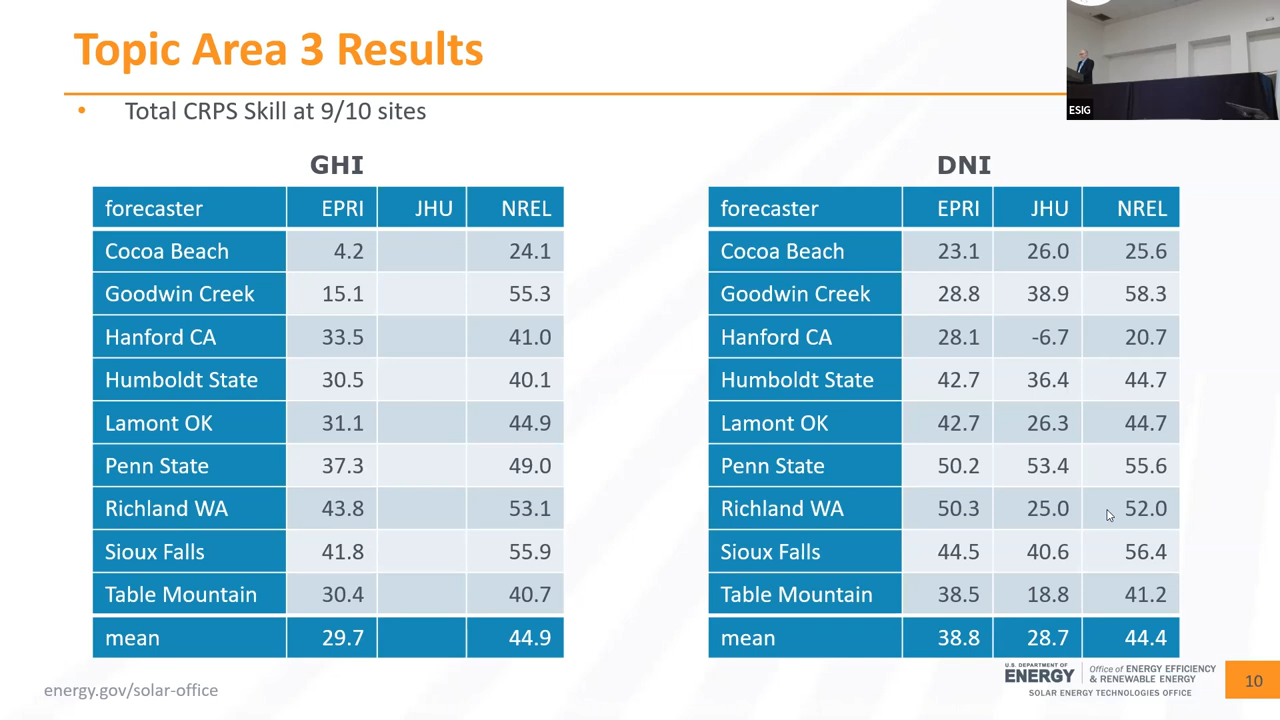 Topic Area 3 Results
ESIG
• Total CRPS Skill at 9/10 sites
GHI
forecaster EPRI JHU NREL
Cocoa Beach 4.2 24.1
Goodwin Creek 15.1 55.3
Hanford CA 33.5 41.0
Humboldt State 30.5 40.1
Lamont OK 31.1 44.9
Penn State 37.3 49.0
Richland WA 43.8 53.1
Sioux Falls 41.8 55.9
Table Mountain 30.4 40.7
mean 29.7 44.9
DNI
forecaster EPRI JHU NREL
Cocoa Beach 23.1 26.0 25.6
Goodwin Creek 28.8 38.9 58.3
Hanford CA 28.1 -6.7 20.7
Humboldt State 42.7 36.4 44.7
Lamont OK 42.7 26.3 44.7
Penn State 50.2 53.4 55.6
Richland WA 50.3 25.0 52.0
Sioux Falls 44.5 40.6 56.4
Table Mountain 38.5 18.8 41.2
mean 38.8 28.7 44.4
energy.gov/solar-office
U.S. DEPARTMENT OF
ENERGY
Office of ENERGY EFFICIENCY
& RENEWABLE ENERGY
SOLAR ENERGY TECHNOLOGIES OFFICE
10